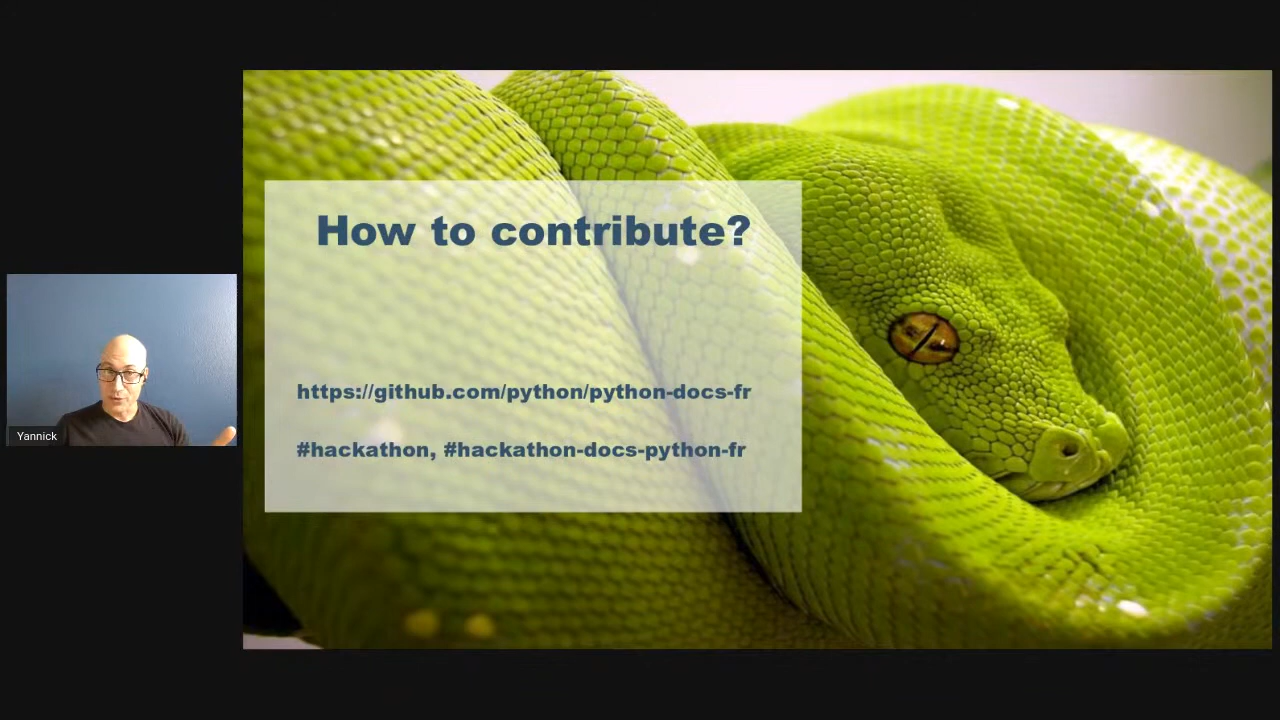 How to contribute?
https://github.com/python/python-docs-fr
#hackathon, #hackathon-docs-python-fr
Yannick